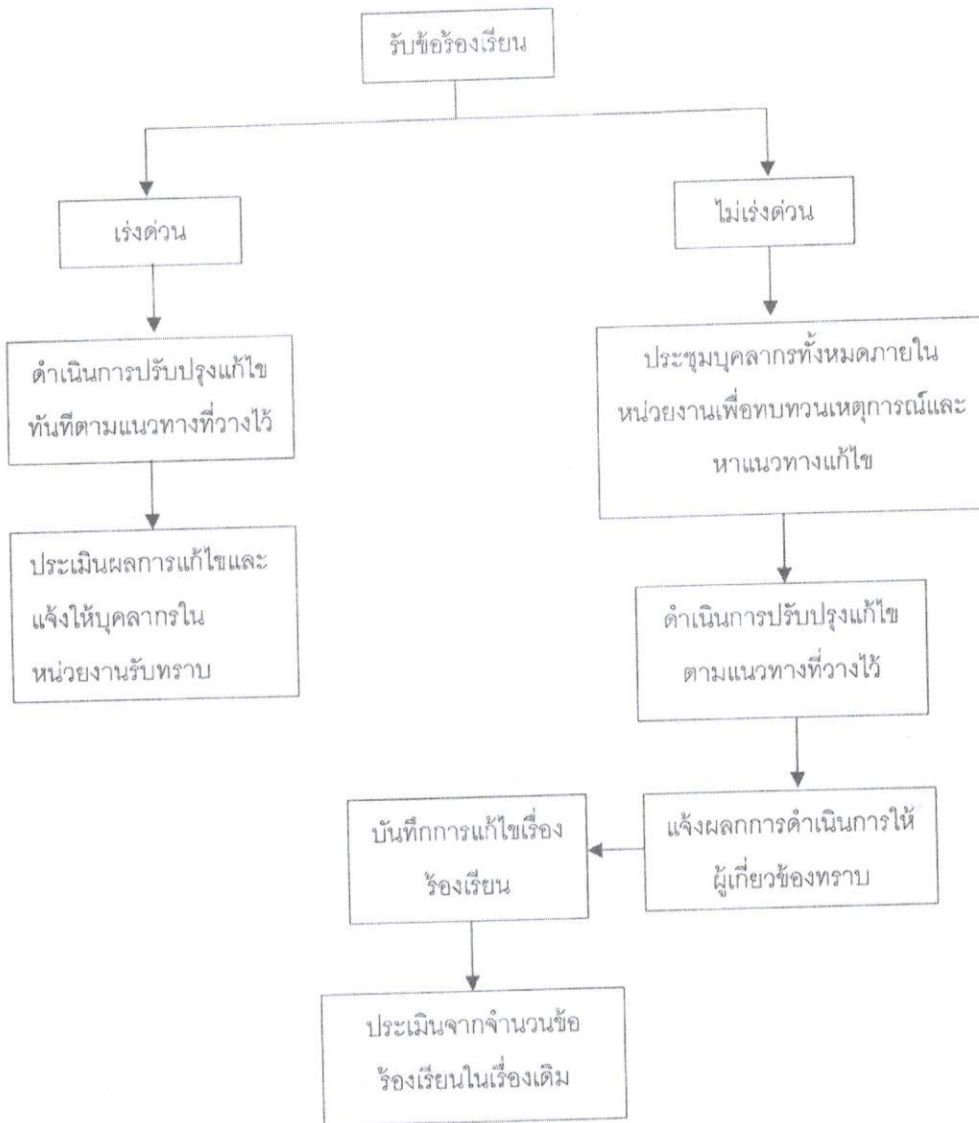 รับข้อร้องเรียน
เร่งด่วน
ไม่เร่งด่วน
ดำเนินการปรับปรุงแก้ไข
ทันทีตามแนวทางที่วางไว้
ประชุมบุคลากรทั้งหมดภายใน
หน่วยงานเพื่อทบทวนเหตุการณ์และ
หาแนวทางแก้ไข
ประเมินผลการแก้ไขและ
แจ้งให้บุคลากรใน
หน่วยงานรับทราบ
ดำเนินการปรับปรุงแก้ไข
ตามแนวทางที่วางไว้
แจ้งผลกการดำเนินการให้
ผู้เกี่ยวข้องทราบ
บันทึกการแก้ไขเรื่อง
ร้องเรียน
ประเมินจากจำนวนข้อ
ร้องเรียนในเรื่องเดิม